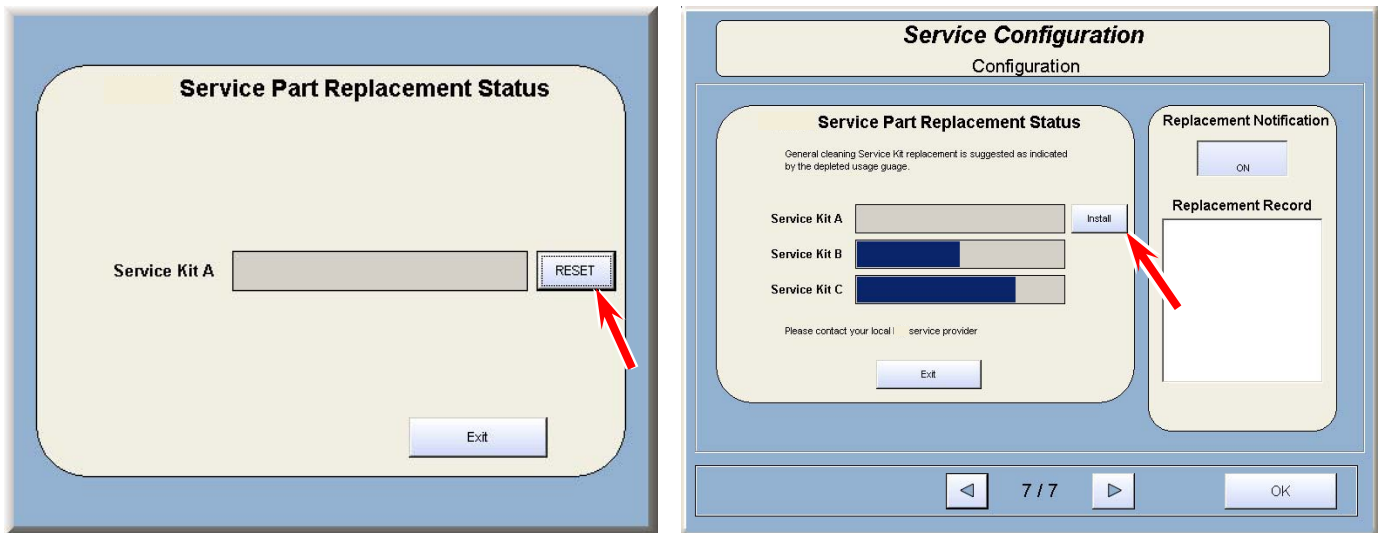 Service Part Replacement Status
Service Kit A
RESET
Exit
Service Configuration
Configuration
Service Part Replacement Status
General cleaning Service Kit replacement is suggested as indicated
by the depleted usage guage.
Service Kit A
Install
Service Kit B
Service Kit C
Please contact your local service provider
Exit
Replacement Notification
ON
Replacement Record
7 / 7
OK